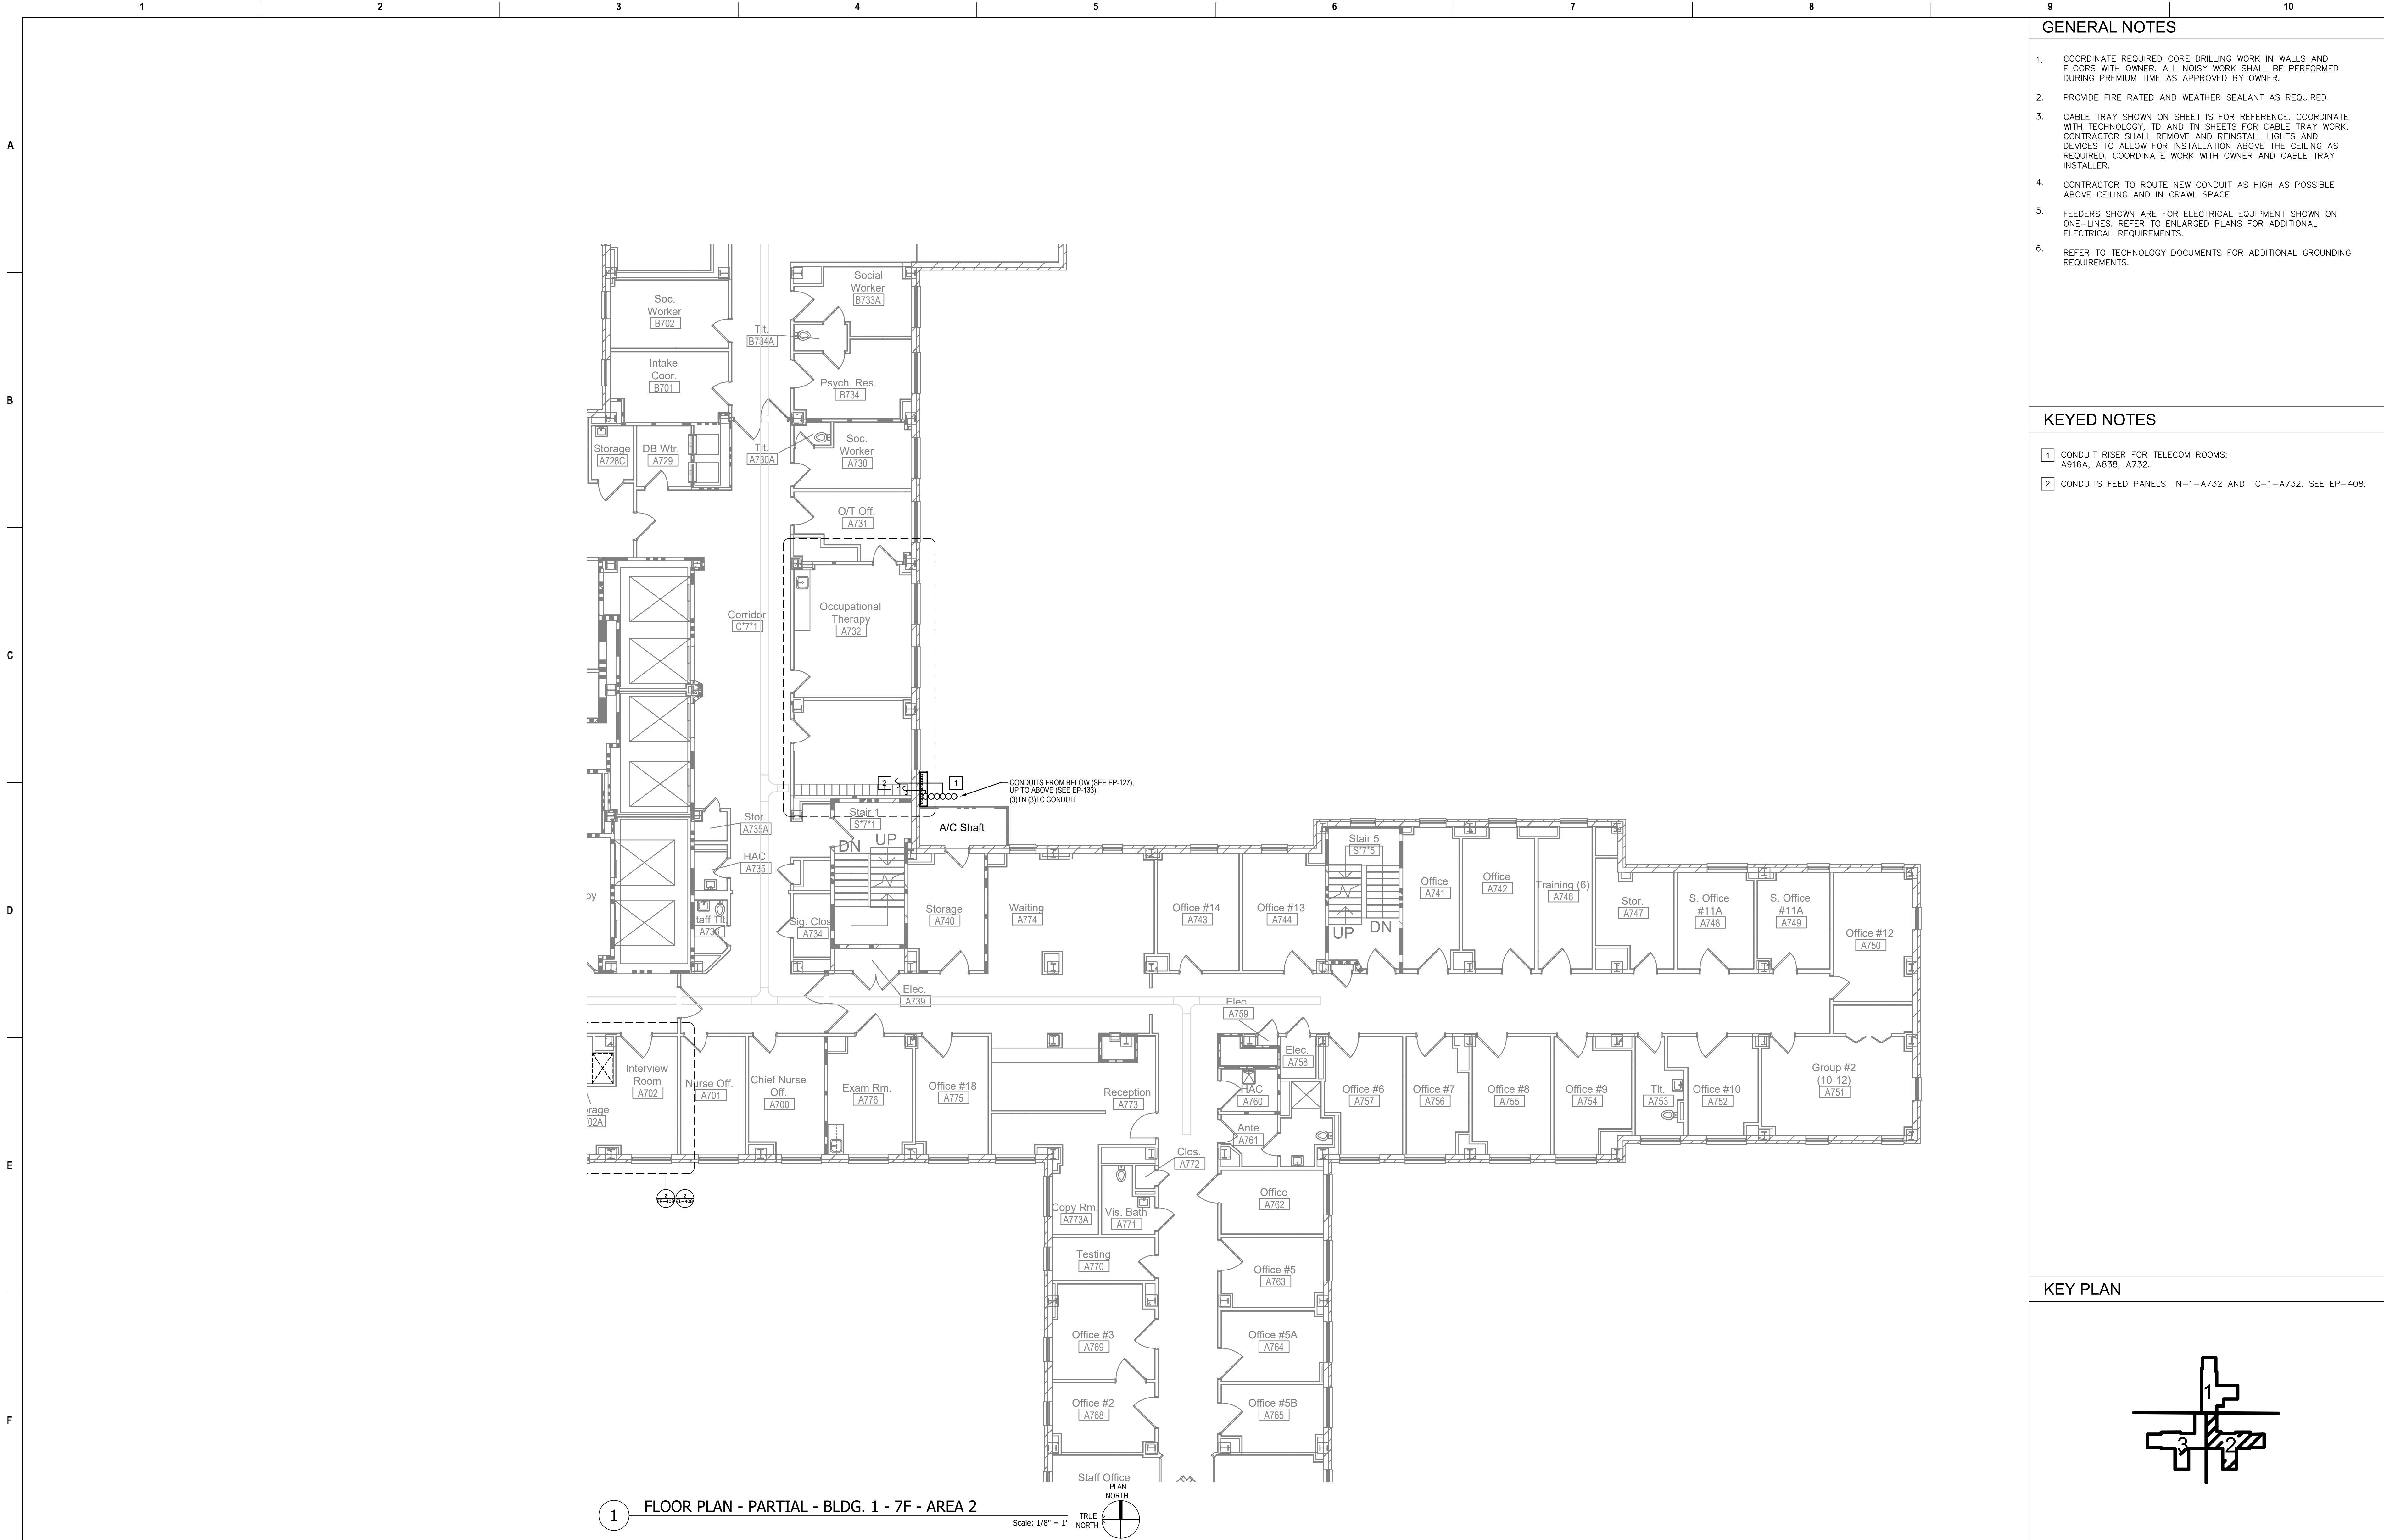 1 2 3 4 5 6 7 8 9 10
A
B
C
D
E
F
GENERAL NOTES
1. COORDINATE REQUIRED CORE DRILLING WORK IN WALLS AND
FLOORS WITH OWNER. ALL NOISY WORK SHALL BE PERFORMED
DURING PREMIUM TIME AS APPROVED BY OWNER.
2. PROVIDE FIRE RATED AND WEATHER SEALANT AS REQUIRED.
3. CABLE TRAY SHOWN ON SHEET IS FOR REFERENCE. COORDINATE
WITH TECHNOLOGY, TD AND TN SHEETS FOR CABLE TRAY WORK.
CONTRACTOR SHALL REMOVE AND REINSTALL LIGHTS AND
DEVICES TO ALLOW FOR INSTALLATION ABOVE THE CEILING AS
REQUIRED. COORDINATE WORK WITH OWNER AND CABLE TRAY
INSTALLER.
4. CONTRACTOR TO ROUTE NEW CONDUIT AS HIGH AS POSSIBLE
ABOVE CEILING AND IN CRAWL SPACE.
5. FEEDERS SHOWN ARE FOR ELECTRICAL EQUIPMENT SHOWN ON
ONE-LINES. REFER TO ENLARGED PLANS FOR ADDITIONAL
ELECTRICAL REQUIREMENTS.
6. REFER TO TECHNOLOGY DOCUMENTS FOR ADDITIONAL GROUNDING
REQUIREMENTS.
KEYED NOTES
1 CONDUIT RISER FOR TELECOM ROOMS:
A916A, A838, A732.
2 CONDUITS FEED PANELS TN-1-A732 AND TC-1-A732. SEE EP-408.
KEY PLAN
1
3
2
Social
Worker
B733A
Soc.
Worker
B702
Tlt.
B734A
Intake
Coor.
B701
Psych. Res.
B734
Storage
A728C
DB Wtr.
A729
Tlt.
A730A
Soc.
Worker
A730
O/T Off.
A731
Corridor
C*7*1
Occupational
Therapy
A732
2
1
CONDUITS FROM BELOW (SEE EP-127),
UP TO ABOVE (SEE EP-133).
(3)TN (3)TC CONDUIT
Stor.
A735A
Stair 1
S*7*1
DN UP
A/C Shaft
HAC
A735
by
Staff Tlt
Sig. Clos
A734
Storage
A740
Waiting
A774
Office #14
A743
Office #13
A744
Stair 5
S*7*5
UP DN
Office
A741
Office
A742
Training (6)
A746
Stor.
A747
S. Office
#11A
A748
S. Office
#11A
A749
Office #12
A750
Elec.
A739
Elec.
A759
Elec.
A758
Interview
Room
A702
rage
02A
Nurse Off.
A701
Chief Nurse
Off.
A700
Exam Rm.
A776
Office #18
A775
Reception
A773
HAC
A760
Ante
A761
Office #6
A757
Office #7
A756
Office #8
A755
Office #9
A754
Tlt.
A753
Office #10
A752
Group #2
(10-12)
A751
2
EP-408
2
EL-408
Clos.
A772
Copy Rm.
A773A
Vis. Bath
A771
Office
A762
Testing
A770
Office #5
A763
Office #3
A769
Office #5A
A764
Office #2
A768
Office #5B
A765
Staff Office
PLAN
NORTH
TRUE
NORTH
1 FLOOR PLAN - PARTIAL - BLDG. 1 - 7F - AREA 2
Scale: 1/8" = 1'